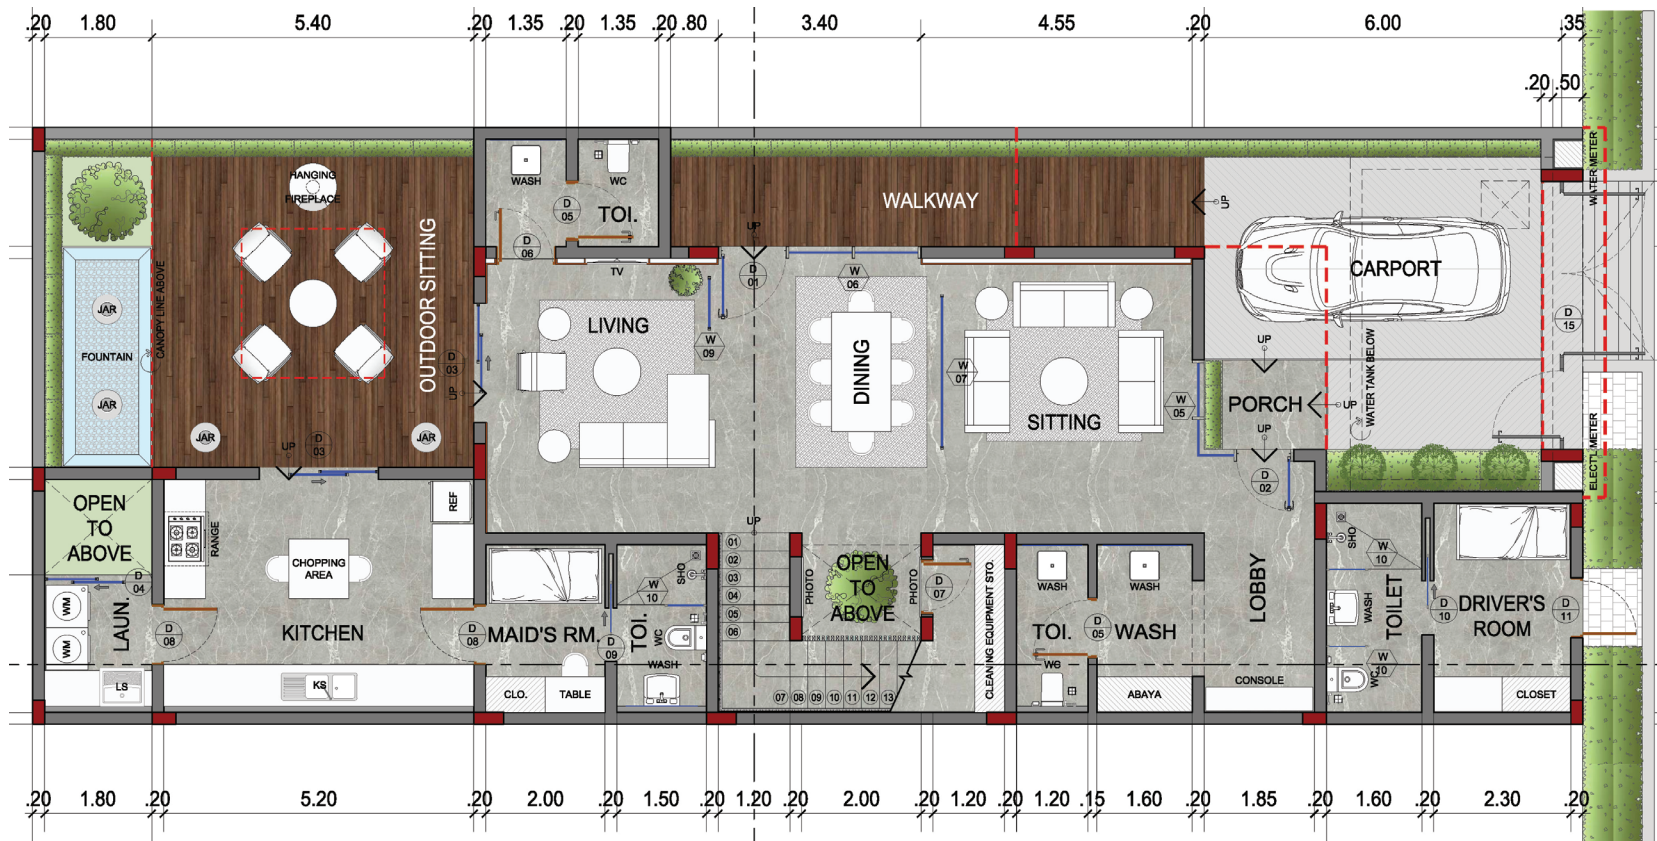 .20 1.80 5.40 .20 1.35 .20 1.35 .20 .80 3.40 4.55 .20 6.00 .35
.20 .50
HANGING
FIREPLACE
WASH
WC
D
05
TOI.
D
06
TV
WALKWAY
UP
UP
WATER METER
CARPORT
D
15
OUTDOOR SITTING
CANOPY LINE ABOVE
JAR
FOUNTAIN
JAR
JAR
JAR
UP
D
03
UP
D
03
LIVING
W
09
D
01
W
06
DINING
W
07
SITTING
W
05
UP
PORCH
UP
UP
D
02
WATER TANK BELOW
ELECT'L METER
OPEN
TO
ABOVE
D
04
WM
WM
LAUN.
LS
D
08
RANGE
CHOPPING
AREA
REF
KITCHEN
KS
D
08
MAID'S RM.
CLO.
TABLE
D
09
TOI.
SHO
W
10
WC
WASH
UP
01
02
03
04
05
06
07 08 09 10 11 12 13
PHOTO
OPEN
TO
ABOVE
PHOTO
D
07
CLEANING EQUIPMENT STO.
WASH
TOI.
WC
D
05
WASH
WASH
ABAYA
LOBBY
CONSOLE
SHO
W
10
WASH
TOILET
W
10
WC
D
10
DRIVER'S
ROOM
D
11
CLOSET
.20 1.80 .20 5.20 .20 2.00 .20 1.50 .20 1.20 .20 2.00 .20 1.20 .20 1.20 .15 1.60 .20 1.85 .20 1.60 .20 2.30 .20